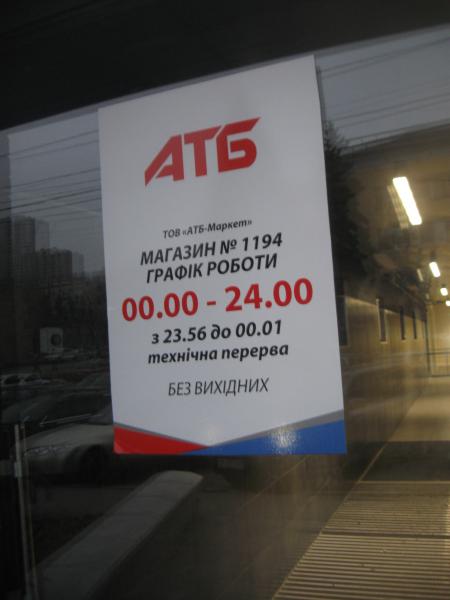 АТБ
ТОВ «АТБ-Маркет»
МАГАЗИН № 1194
ГРАФІК РОБОТИ
00.00 - 24.00
з 23.56 до 00.01
технічна перерва
БЕЗ ВИХІДНИХ